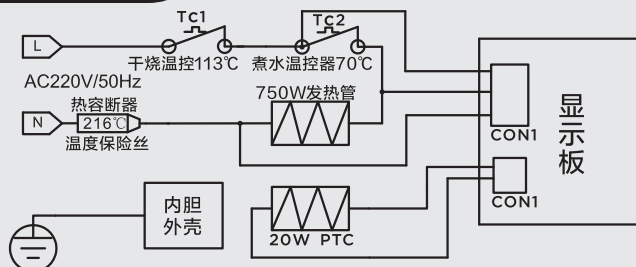 TC1
TC2
L
干烧温控113℃
煮水温控器70℃
AC220V/50Hz
热容断器
750W发热管
N
216℃
温度保险丝
CON1
显示板
内胆
外壳
CON1
20W PTC